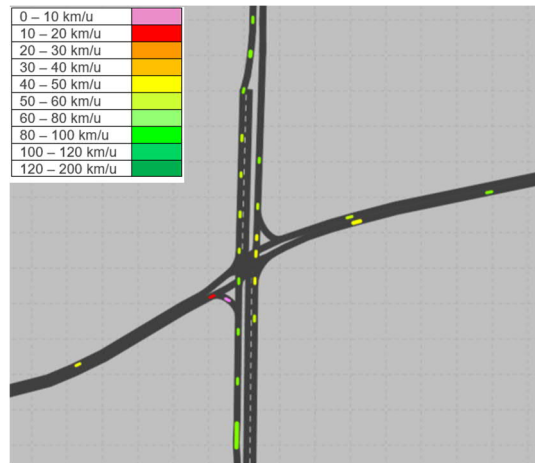 0 – 10 km/u
10 – 20 km/u
20 – 30 km/u
30 – 40 km/u
40 – 50 km/u
50 – 60 km/u
60 – 80 km/u
80 – 100 km/u
100 – 120 km/u
120 – 200 km/u